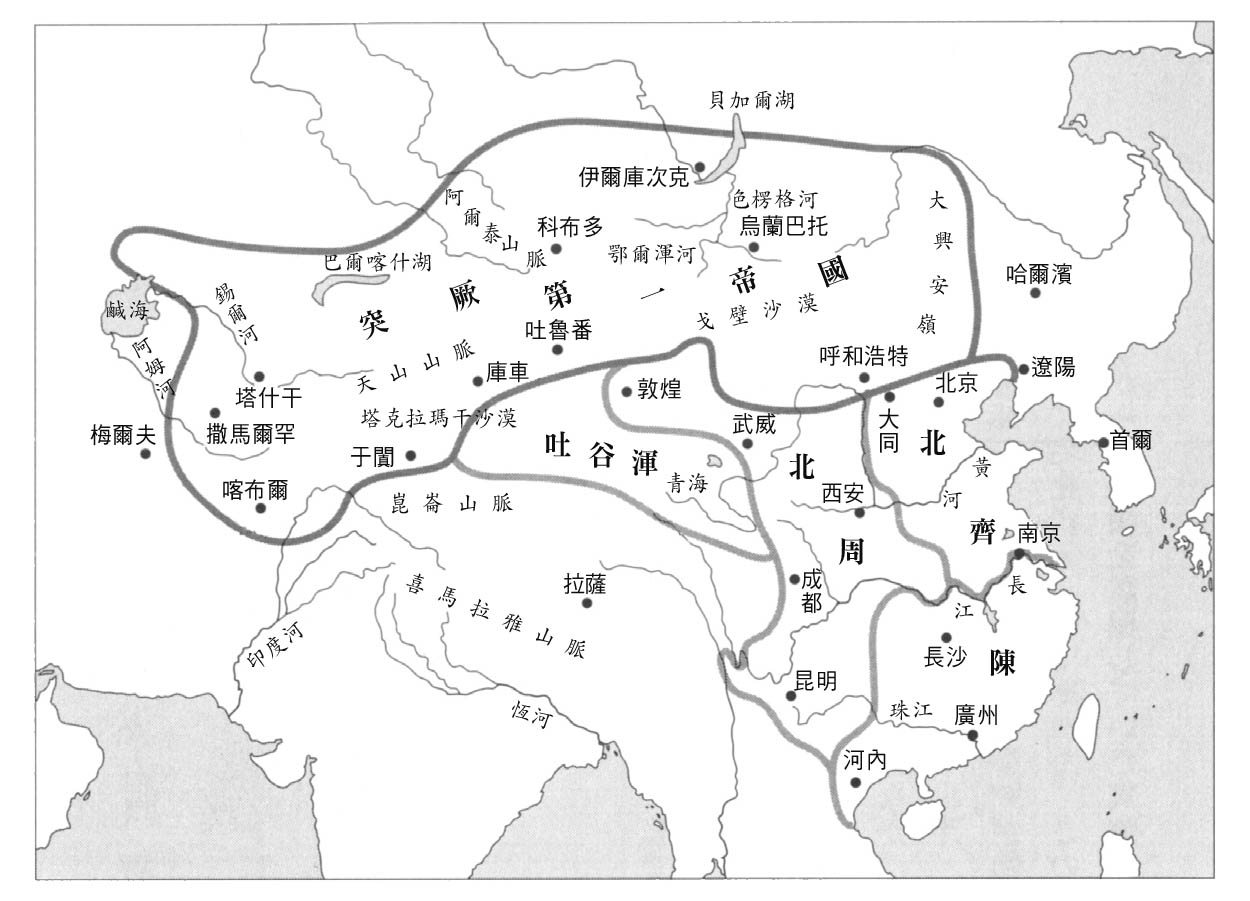 貝加爾湖
伊爾庫次克
色楞格河
烏蘭巴托
大興安嶺
阿爾泰山脈
科布多
鄂爾渾河
哈爾濱
巴爾喀什湖
突厥第一帝國
鹹海
錫爾河
戈壁沙漠
吐魯番
阿姆河
天山山脈
庫車
呼和浩特
遼陽
塔什干
敦煌
北京
大同
撒馬爾罕
塔克拉瑪干沙漠
武威
梅爾夫
于闐
吐谷渾
首爾
北齊
黃河
喀布爾
崑崙山脈
青海
西安
北周
南京
長江
成都
拉薩
喜馬拉雅山脈
印度河
長沙
陳
昆明
恆河
珠江
廣州
河內